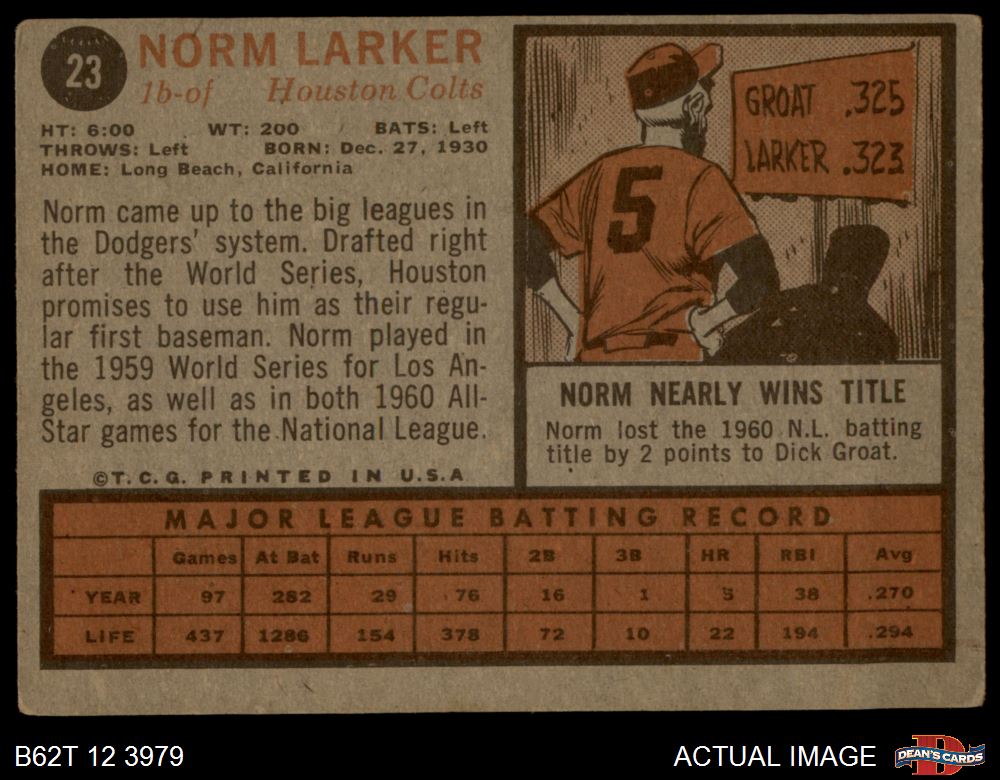 23
NORM LARKER
1b-of Houston Colts
HT: 6:00 WT: 200 BATS: Left
THROWS: Left BORN: Dec. 27, 1930
HOME: Long Beach, California
Norm came up to the big leagues in
the Dodgers' system. Drafted right
after the World Series, Houston
promises to use him as their regu-
lar first baseman. Norm played in
the 1959 World Series for Los An-
geles, as well as in both 1960 All-
Star games for the National League.
©T.C.G. PRINTED IN U.S.A
GROAT .325
LARKER .323
5
NORM NEARLY WINS TITLE
Norm lost the 1960 N.L. batting
title by 2 points to Dick Groat.
MAJOR LEAGUE BATTING RECORD
Games At Bat Runs Hits 2B 3B HR RBI Avg
YEAR 97 282 29 76 16 1 5 38 .270
LIFE 437 1286 154 378 72 10 22 194 .294
B62T 12 3979
ACTUAL IMAGE
D
DEAN'S CARDS